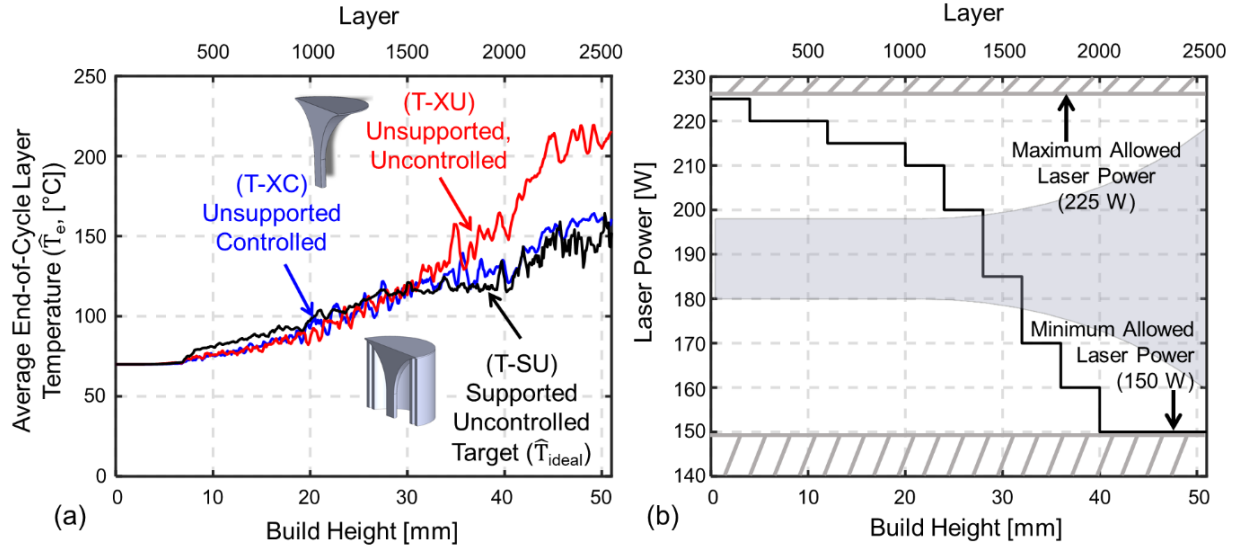 Layer
500 1000 1500 2000 2500
250
200
150
100
50
0
Average End-of-Cycle Layer
Temperature (T̂e, [°C])
(T-XU)
Unsupported,
Uncontrolled
(T-XC)
Unsupported
Controlled
(T-SU)
Supported
Uncontrolled
Target (T̂ideal)
0 10 20 30 40 50
(a)
Build Height [mm]
Layer
500 1000 1500 2000 2500
230
220
210
200
190
180
170
160
150
140
Laser Power [W]
Maximum Allowed
Laser Power
(225 W)
Minimum Allowed
Laser Power
(150 W)
0 10 20 30 40 50
(b)
Build Height [mm]